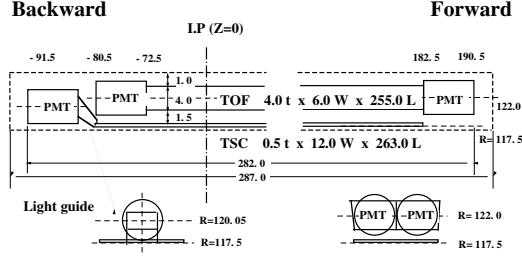 Backward Forward
I.P (Z=0)
- 91.5 - 80.5 - 72.5 182. 5 190. 5
1. 0
PMT PMT 4. 0 TOF 4.0 t x 6.0 W x 255.0 L PMT 122.0
1. 5
R= 117.5
TSC 0.5 t x 12.0 W x 263.0 L
282. 0
287. 0
Light guide
R=120.05 PMT PMT R= 122.0
R=117.5 R= 117.5